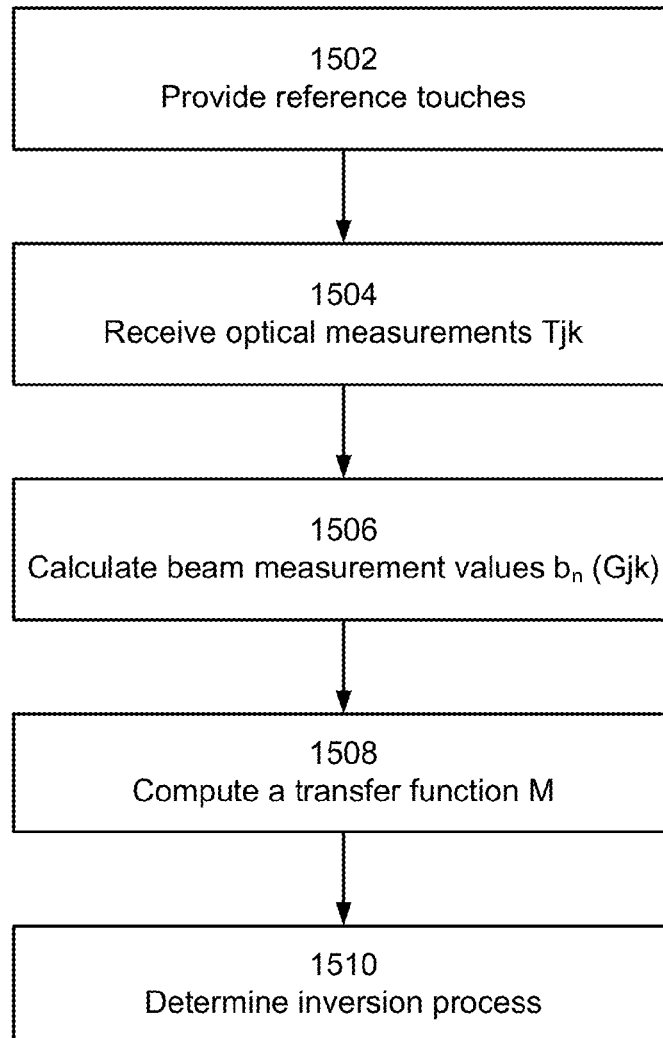 1502
Provide reference touches
1504
Receive optical measurements Tjk
1506
Calculate beam measurement values bₙ (Gjk)
1508
Compute a transfer function M
1510
Determine inversion process